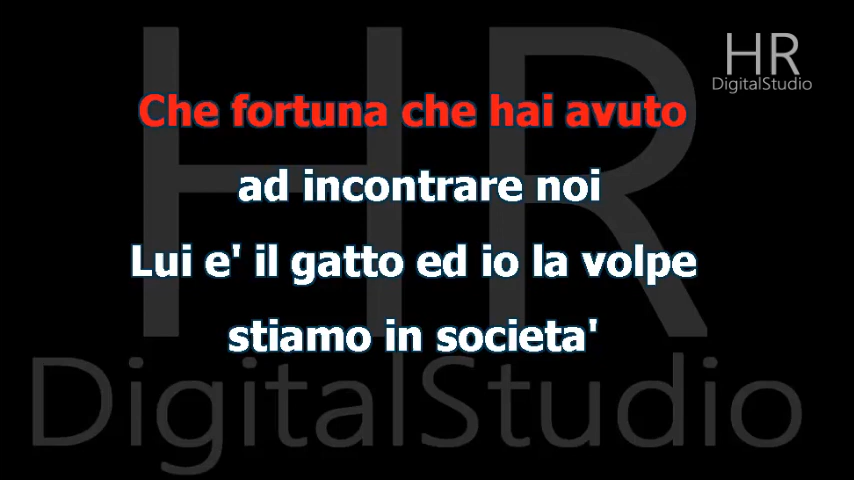 HR
DigitalStudio
Che fortuna che hai avuto
ad incontrare noi
Lui e' il gatto ed io la volpe
stiamo in societa'
HR
DigitalStudio